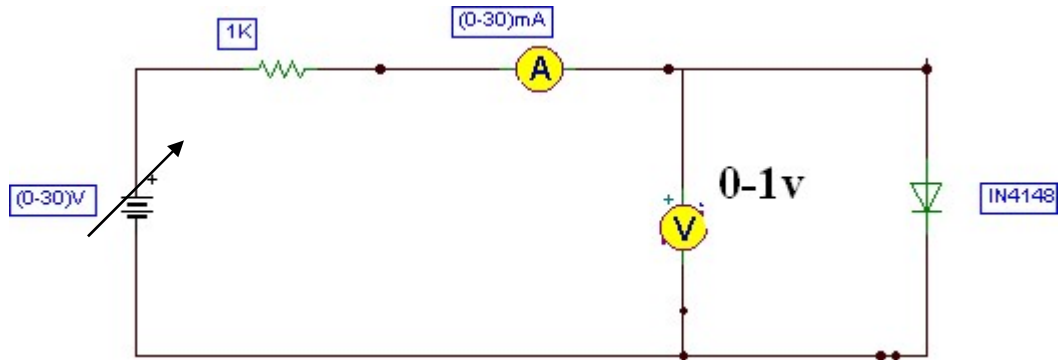 (0-30)mA
1K
A
(0-30)V
+
0-1v
+
V
IN4148